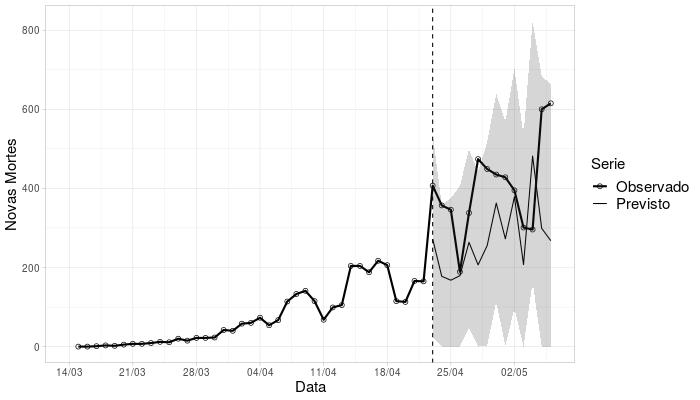 800
600
400
200
0
Novas Mortes
14/03
21/03
28/03
04/04
11/04
18/04
25/04
02/05
Data
Serie
Observado
Previsto